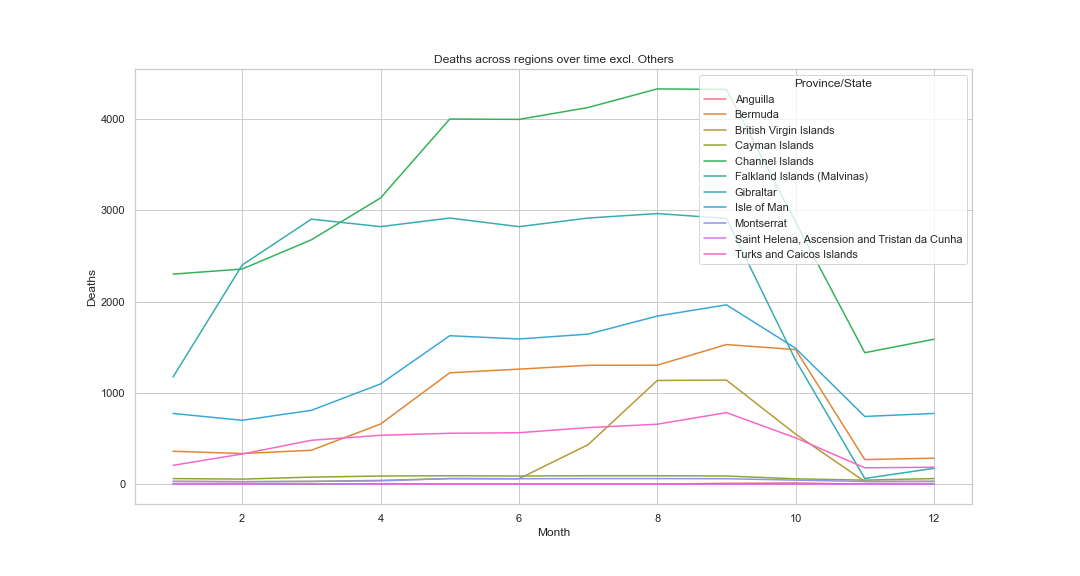 Deaths across regions over time excl. Others
Deaths
4000
3000
2000
1000
0
2
4
6
8
10
12
Month
Province/State
Anguilla
Bermuda
British Virgin Islands
Cayman Islands
Channel Islands
Falkland Islands (Malvinas)
Gibraltar
Isle of Man
Montserrat
Saint Helena, Ascension and Tristan da Cunha
Turks and Caicos Islands